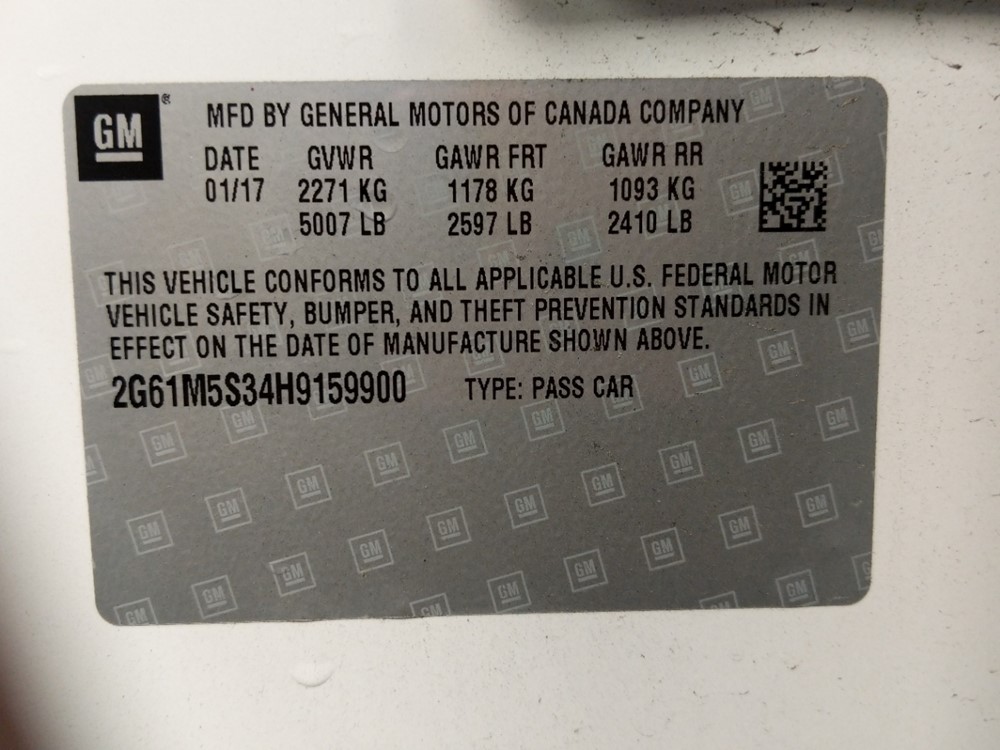 GM ® MFD BY GENERAL MOTORS OF CANADA COMPANY
DATE GVWR GAWR FRT GAWR RR
01/17 2271 KG 1178 KG 1093 KG
5007 LB 2597 LB 2410 LB
THIS VEHICLE CONFORMS TO ALL APPLICABLE U.S. FEDERAL MOTOR
VEHICLE SAFETY, BUMPER, AND THEFT PREVENTION STANDARDS IN
EFFECT ON THE DATE OF MANUFACTURE SHOWN ABOVE.
2G61M5S34H9159900 TYPE: PASS CAR